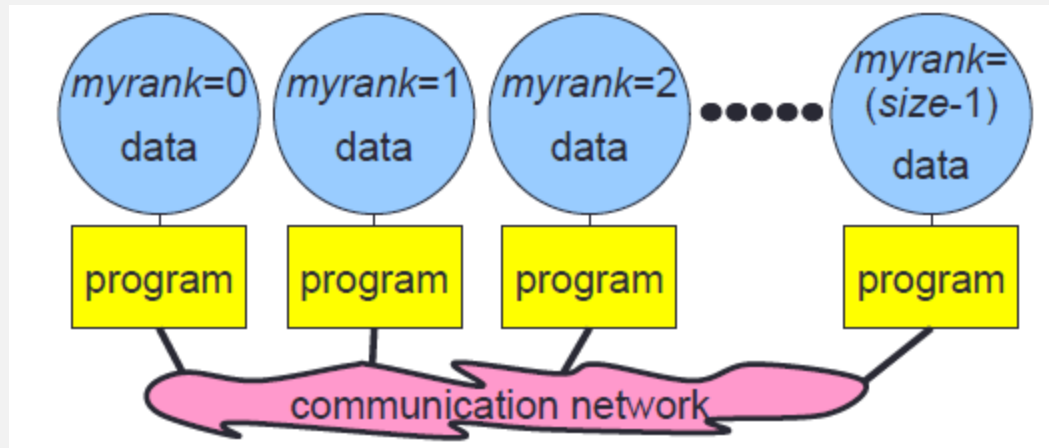 myrank=0
data
myrank=1
data
myrank=2
data
myrank=
(size-1)
data
program
program
program
program
communication network